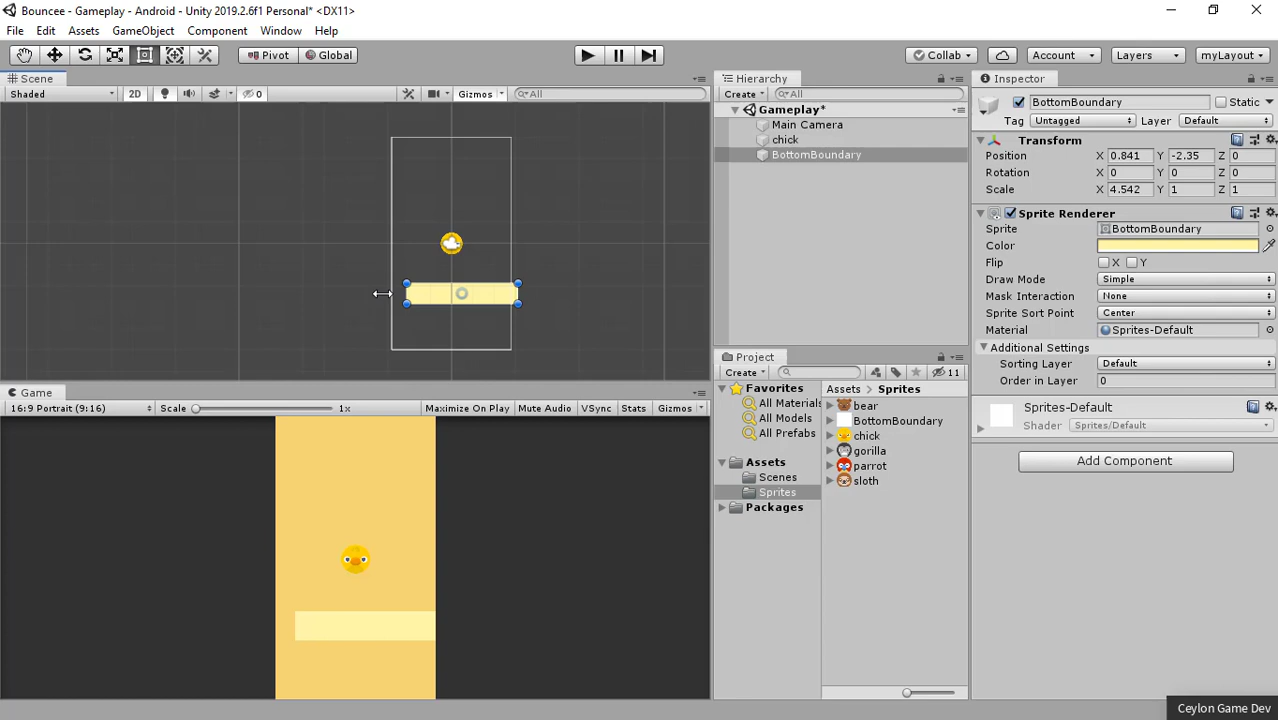 Bouncee - Gameplay - Android - Unity 2019.2.6f1 Personal* <DX11>
File Edit Assets GameObject Component Window Help
Pivot Global Collab Account Layers myLayout
Scene
Shaded 2D 0 Gizmos All
Hierarchy
Create All
Gameplay*
Main Camera
chick
BottomBoundary
Inspector
BottomBoundary Static
Tag Untagged Layer Default
Transform
Position X 0.841 Y -2.35 Z 0
Rotation X 0 Y 0 Z 0
Scale X 4.542 Y 1 Z 1
Sprite Renderer
Sprite BottomBoundary
Color
Flip X Y
Draw Mode Simple
Mask Interaction None
Sprite Sort Point Center
Material Sprites-Default
Additional Settings
Sorting Layer Default
Order in Layer 0
Sprites-Default
Shader Sprites/Default
Add Component
Game
16:9 Portrait (9:16) Scale 1x Maximize On Play Mute Audio VSync Stats Gizmos
Project
Create 11
Favorites
All Materials
All Models
All Prefabs
Assets
Scenes
Sprites
Packages
Assets Sprites
bear
BottomBoundary
chick
gorilla
parrot
sloth
Ceylon Game Dev